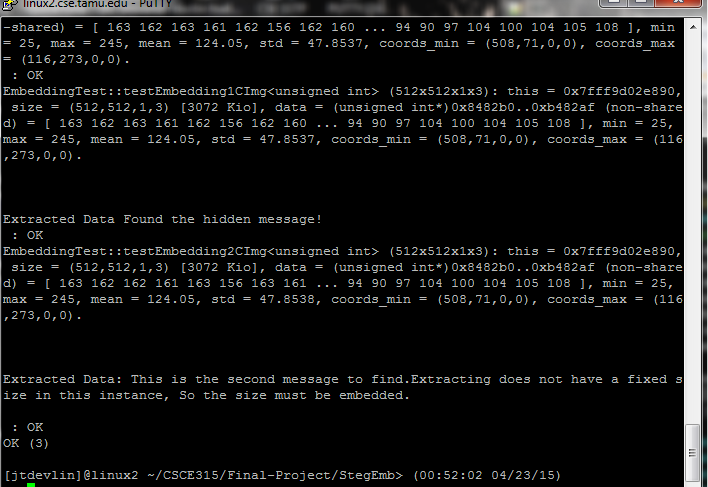 linux2.cse.tamu.edu - PuTTY
-shared) = [ 163 162 163 161 162 156 162 160 ... 94 90 97 104 100 104 105 108 ], min
= 25, max = 245, mean = 124.05, std = 47.8537, coords_min = (508,71,0,0), coords_max
= (116,273,0,0).
: OK
EmbeddingTest::testEmbedding1CImg<unsigned int> (512x512x1x3): this = 0x7fff9d02e890,
size = (512,512,1,3) [3072 Kio], data = (unsigned int*)0x8482b0..0xb482af (non-share
d) = [ 163 162 163 161 162 156 162 160 ... 94 90 97 104 100 104 105 108 ], min = 25,
max = 245, mean = 124.05, std = 47.8537, coords_min = (508,71,0,0), coords_max = (116
,273,0,0).
Extracted Data Found the hidden message!
: OK
EmbeddingTest::testEmbedding2CImg<unsigned int> (512x512x1x3): this = 0x7fff9d02e890,
size = (512,512,1,3) [3072 Kio], data = (unsigned int*)0x8482b0..0xb482af (non-share
d) = [ 163 162 162 161 163 156 163 161 ... 94 90 97 104 100 104 105 108 ], min = 25,
max = 245, mean = 124.05, std = 47.8538, coords_min = (508,71,0,0), coords_max = (116
,273,0,0).
Extracted Data: This is the second message to find.Extracting does not have a fixed s
ize in this instance, So the size must be embedded.
: OK
OK (3)
[jtdevlin]@linux2 ~/CSCE315/Final-Project/StegEmb> (00:52:02 04/23/15)